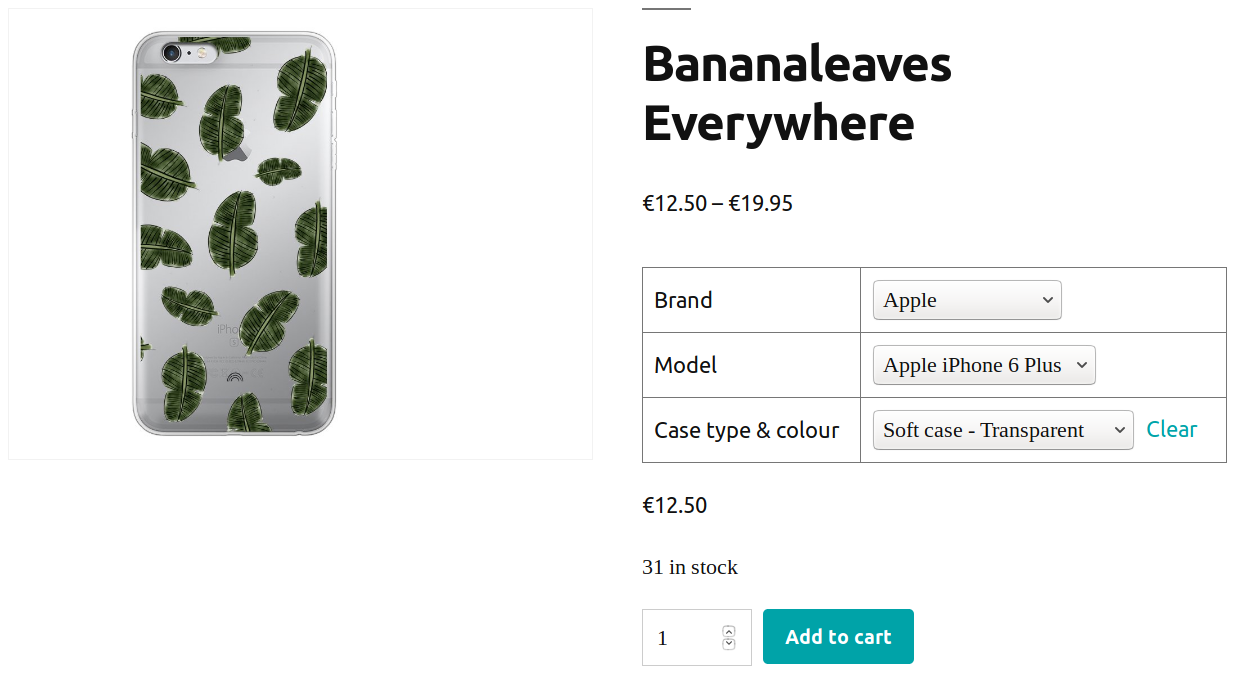 Bananaleaves
Everywhere
€12.50 – €19.95
Brand
Apple
Model
Apple iPhone 6 Plus
Case type & colour
Soft case - Transparent
Clear
€12.50
31 in stock
1
Add to cart